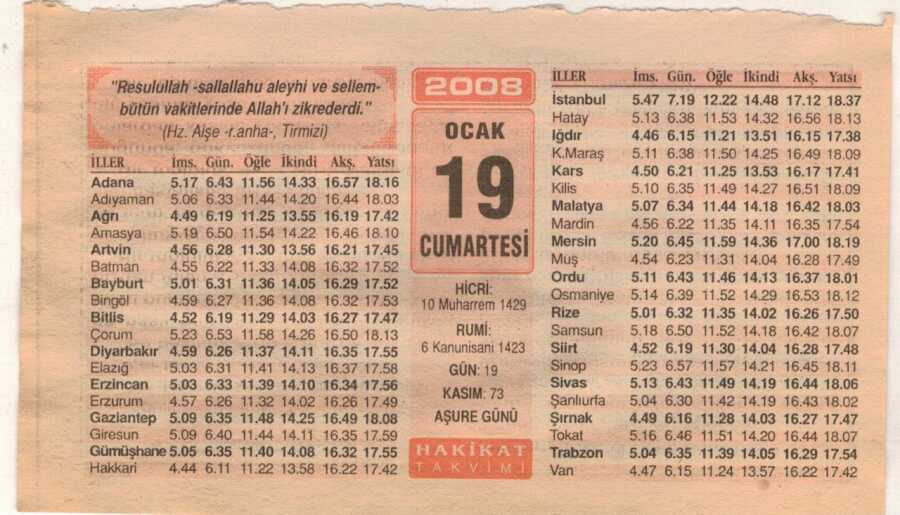 "Resulullah -sallallahu aleyhi ve sellem-
bütün vakitlerinde Allah'ı zikrederdi."
(Hz. Aişe -r.anha-, Tirmizi)
İLLER İms. Gün. Öğle İkindi Akş. Yatsı
Adana 5.17 6.43 11.56 14.33 16.57 18.16
Adıyaman 5.06 6.33 11.44 14.20 16.44 18.03
Ağrı 4.49 6.19 11.25 13.55 16.19 17.42
Amasya 5.19 6.50 11.54 14.22 16.46 18.10
Artvin 4.56 6.28 11.30 13.56 16.21 17.45
Batman 4.55 6.22 11.33 14.08 16.32 17.52
Bayburt 5.01 6.31 11.36 14.05 16.29 17.52
Bingöl 4.59 6.27 11.36 14.08 16.32 17.53
Bitlis 4.52 6.19 11.29 14.03 16.27 17.47
Çorum 5.23 6.53 11.58 14.26 16.50 18.13
Diyarbakır 4.59 6.26 11.37 14.11 16.35 17.55
Elazığ 5.03 6.31 11.41 14.13 16.37 17.58
Erzincan 5.03 6.33 11.39 14.10 16.34 17.56
Erzurum 4.57 6.26 11.32 14.02 16.26 17.49
Gaziantep 5.09 6.35 11.48 14.25 16.49 18.08
Giresun 5.09 6.40 11.44 14.11 16.35 17.59
Gümüşhane 5.05 6.35 11.40 14.08 16.32 17.55
Hakkari 4.44 6.11 11.22 13.58 16.22 17.42
2008
OCAK
19
CUMARTESİ
HİCRİ:
10 Muharrem 1429
RUMİ:
6 Kanunisani 1423
GÜN: 19
KASIM: 73
AŞURE GÜNÜ
HAKİKAT
TAKVİMİ
İLLER İms. Gün. Öğle İkindi Akş. Yatsı
İstanbul 5.47 7.19 12.22 14.48 17.12 18.37
Hatay 5.13 6.38 11.53 14.32 16.56 18.13
Iğdır 4.46 6.15 11.21 13.51 16.15 17.38
K.Maraş 5.11 6.38 11.50 14.25 16.49 18.09
Kars 4.50 6.21 11.25 13.53 16.17 17.41
Kilis 5.10 6.35 11.49 14.27 16.51 18.09
Malatya 5.07 6.34 11.44 14.18 16.42 18.03
Mardin 4.56 6.22 11.35 14.11 16.35 17.54
Mersin 5.20 6.45 11.59 14.36 17.00 18.19
Muş 4.54 6.23 11.31 14.04 16.28 17.49
Ordu 5.11 6.43 11.46 14.13 16.37 18.01
Osmaniye 5.14 6.39 11.52 14.29 16.53 18.12
Rize 5.01 6.32 11.35 14.02 16.26 17.50
Samsun 5.18 6.50 11.52 14.18 16.42 18.07
Siirt 4.52 6.19 11.30 14.04 16.28 17.48
Sinop 5.23 6.57 11.57 14.21 16.45 18.11
Sivas 5.13 6.43 11.49 14.19 16.44 18.06
Şanlıurfa 5.04 6.30 11.42 14.19 16.43 18.02
Şırnak 4.49 6.16 11.28 14.03 16.27 17.47
Tokat 5.16 6.46 11.51 14.20 16.44 18.07
Trabzon 5.04 6.35 11.39 14.05 16.29 17.54
Van 4.47 6.15 11.24 13.57 16.22 17.42